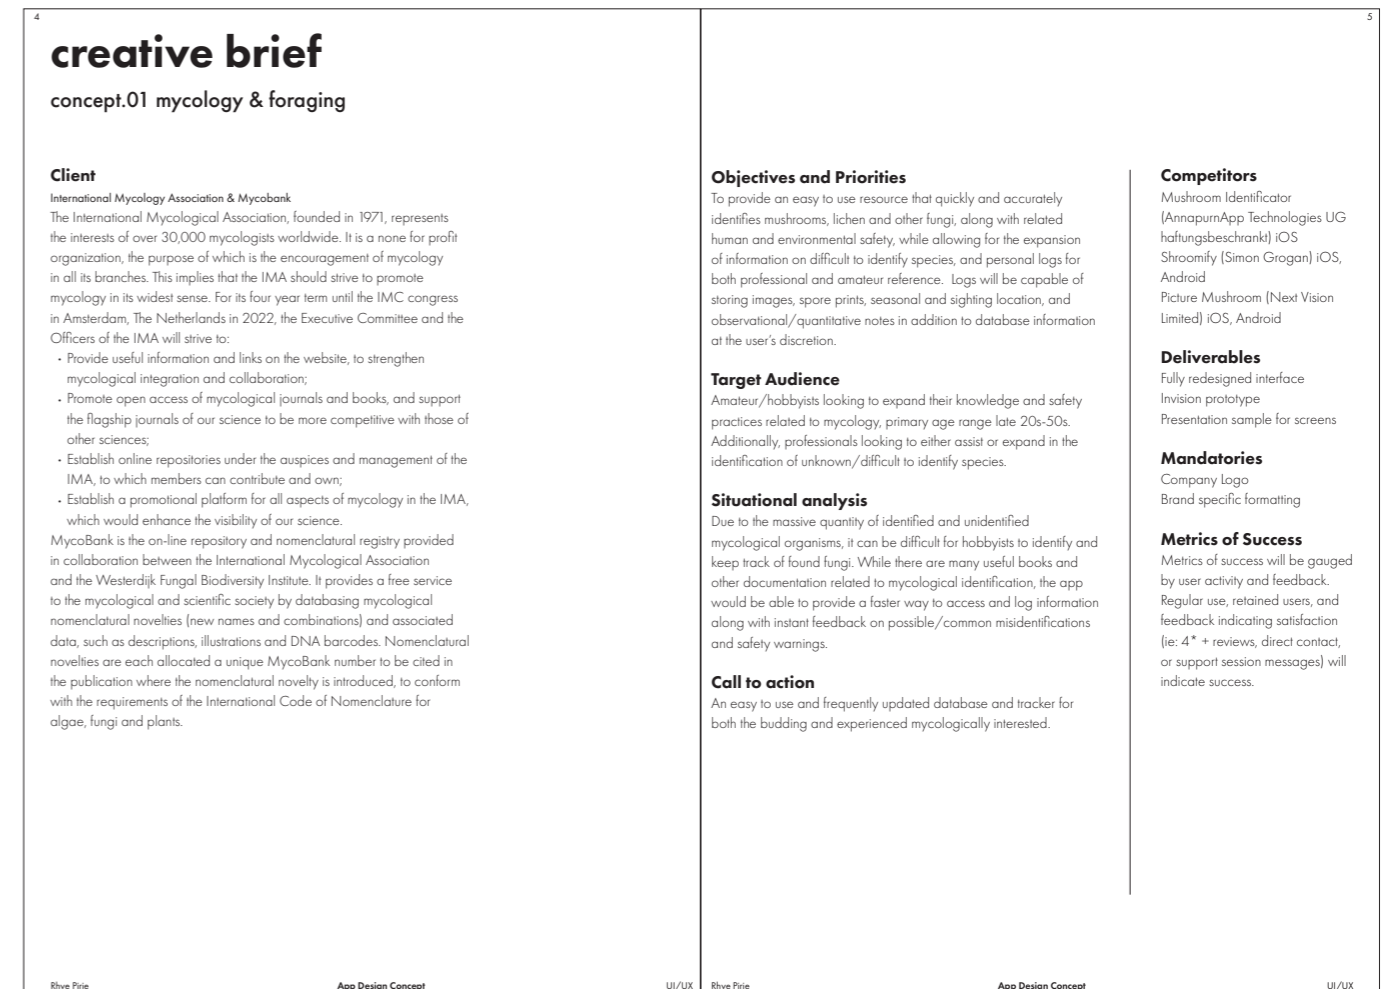 4
creative brief
concept.01 mycology & foraging
Client
International Mycology Association & Mycobank
The International Mycological Association, founded in 1971, represents
the interests of over 30,000 mycologists worldwide. It is a none for profit
organization, the purpose of which is the encouragement of mycology
in all its branches. This implies that the IMA should strive to promote
mycology in its widest sense. For its four year term until the IMC congress
in Amsterdam, The Netherlands in 2022, the Executive Committee and the
Officers of the IMA will strive to:
• Provide useful information and links on the website, to strengthen
mycological integration and collaboration;
• Promote open access of mycological journals and books, and support
the flagship journals of our science to be more competitive with those of
other sciences;
• Establish online repositories under the auspices and management of the
IMA, to which members can contribute and own;
• Establish a promotional platform for all aspects of mycology in the IMA,
which would enhance the visibility of our science.
MycoBank is the on-line repository and nomenclatural registry provided
in collaboration between the International Mycological Association
and the Westerdijk Fungal Biodiversity Institute. It provides a free service
to the mycological and scientific society by databasing mycological
nomenclatural novelties (new names and combinations) and associated
data, such as descriptions, illustrations and DNA barcodes. Nomenclatural
novelties are each allocated a unique MycoBank number to be cited in
the publication where the nomenclatural novelty is introduced, to conform
with the requirements of the International Code of Nomenclature for
algae, fungi and plants.
Rhye Pirie
App Design Concept
UI/UX
5
Objectives and Priorities
To provide an easy to use resource that quickly and accurately
identifies mushrooms, lichen and other fungi, along with related
human and environmental safety, while allowing for the expansion
of information on difficult to identify species, and personal logs for
both professional and amateur reference.  Logs will be capable of
storing images, spore prints, seasonal and sighting location, and
observational/quantitative notes in addition to database information
at the user's discretion.
Target Audience
Amateur/hobbyists looking to expand their knowledge and safety
practices related to mycology, primary age range late 20s-50s.
Additionally, professionals looking to either assist or expand in the
identification of unknown/difficult to identify species.
Situational analysis
Due to the massive quantity of identified and unidentified
mycological organisms, it can be difficult for hobbyists to identify and
keep track of found fungi. While there are many useful books and
other documentation related to mycological identification, the app
would be able to provide a faster way to access and log information
along with instant feedback on possible/common misidentifications
and safety warnings.
Call to action
An easy to use and frequently updated database and tracker for
both the budding and experienced mycologically interested.
Competitors
Mushroom Identificator
(AnnapurnApp Technologies UG
haftungsbeschrankt) iOS
Shroomify (Simon Grogan) iOS,
Android
Picture Mushroom (Next Vision
Limited) iOS, Android
Deliverables
Fully redesigned interface
Invision prototype
Presentation sample for screens
Mandatories
Company Logo
Brand specific formatting
Metrics of Success
Metrics of success will be gauged
by user activity and feedback.
Regular use, retained users, and
feedback indicating satisfaction
(ie: 4* + reviews, direct contact,
or support session messages) will
indicate success.
Rhye Pirie
App Design Concept
UI/UX